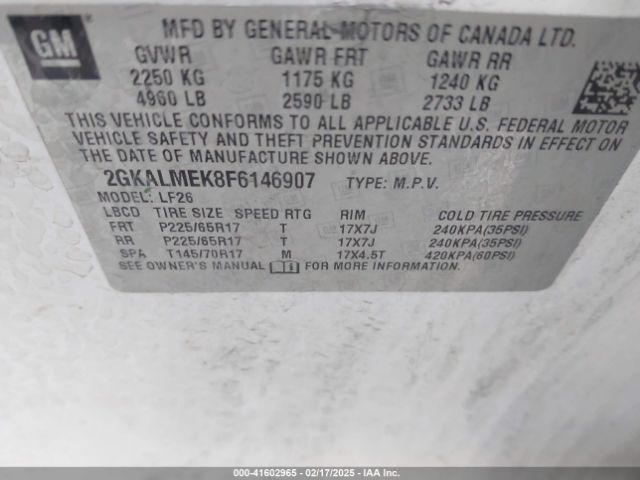 GM
MFD BY GENERAL MOTORS OF CANADA LTD.
GVWR GAWR FRT GAWR RR
2250 KG 1175 KG 1240 KG
4960 LB 2590 LB 2733 LB
THIS VEHICLE CONFORMS TO ALL APPLICABLE U.S. FEDERAL MOTOR
VEHICLE SAFETY AND THEFT PREVENTION STANDARDS IN EFFECT ON
THE DATE OF MANUFACTURE SHOWN ABOVE.
2GKALMEK8F6146907 TYPE: M.P.V.
MODEL: LF26
LBCD TIRE SIZE SPEED RTG RIM COLD TIRE PRESSURE
FRT P225/65R17 T 17X7J 240KPA(35PSI)
RR P225/65R17 T 17X7J 240KPA(35PSI)
SPA T145/70R17 M 17X4.5T 420KPA(60PSI)
SEE OWNER'S MANUAL FOR MORE INFORMATION
000-41602965 - 02/17/2025 - IAA Inc.